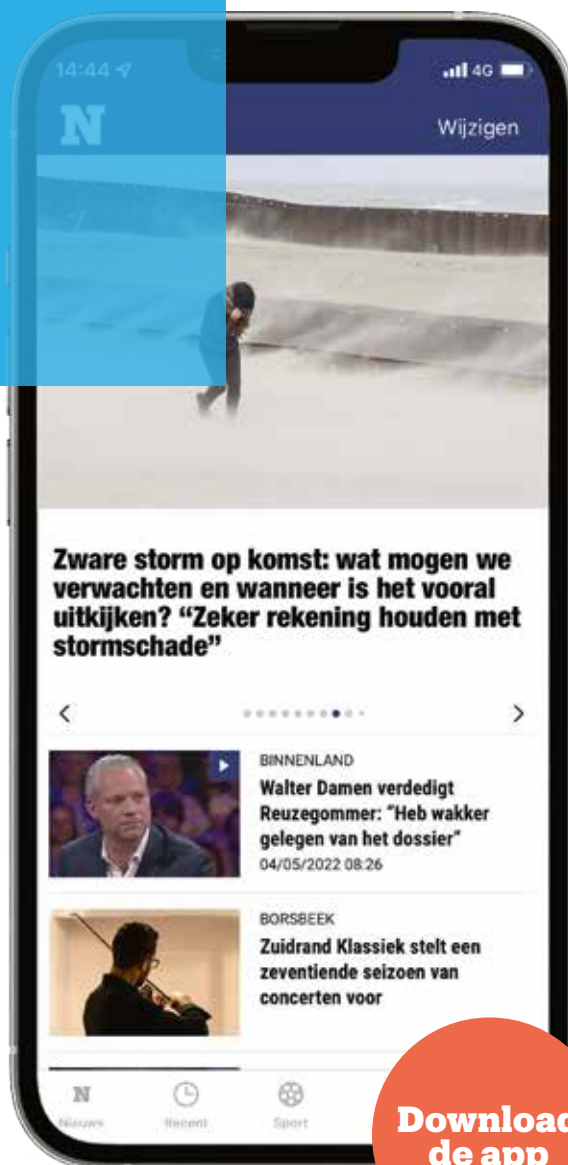 14:44
4G
N
Wijzigen
Zware storm op komst: wat mogen we
verwachten en wanneer is het vooral
uitkijken? “Zeker rekening houden met
stormschade”
BINNENLAND
Walter Damen verdedigt
Reuzegommer: “Heb wakker
gelegen van het dossier”
04/05/2022 08:26
BORSBEEK
Zuidrand Klassiek stelt een
zeventiende seizoen van
concerten voor
N
Nieuws
Recent
Sport
Download
de app